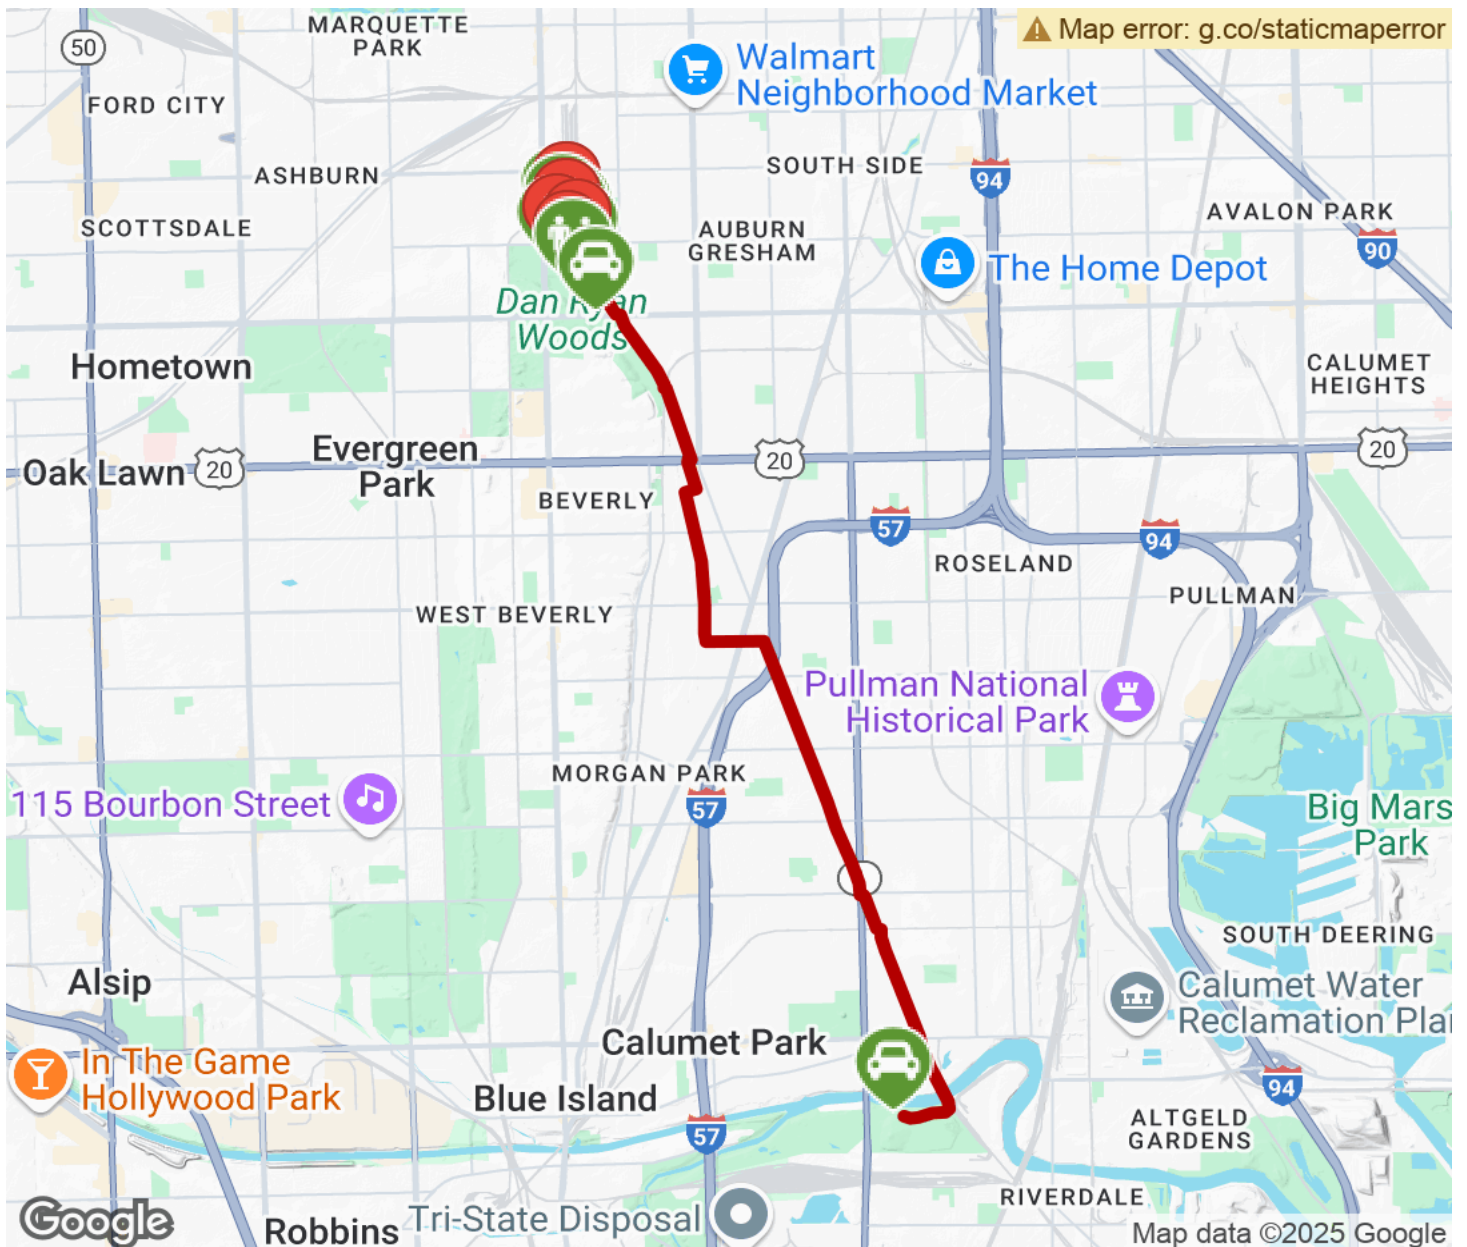 MARQUETTE
PARK
50
Map error: g.co/staticmaperror
Walmart
Neighborhood Market
FORD CITY
ASHBURN
SOUTH SIDE
94
SCOTTSDALE
AUBURN
GRESHAM
AVALON PARK
90
The Home Depot
Dan Ryan
Woods
Hometown
CALUMET
HEIGHTS
Evergreen
Park
Oak Lawn
20
20
20
BEVERLY
57
94
ROSELAND
PULLMAN
WEST BEVERLY
Pullman National
Historical Park
MORGAN PARK
57
115 Bourbon Street
Big Mars
Park
SOUTH DEERING
Alsip
Calumet Water
Reclamation Pla
Calumet Park
In The Game
Hollywood Park
Blue Island
94
57
ALTGELD
GARDENS
RIVERDALE
Google
Robbins
Tri-State Disposal
Map data ©2025 Google